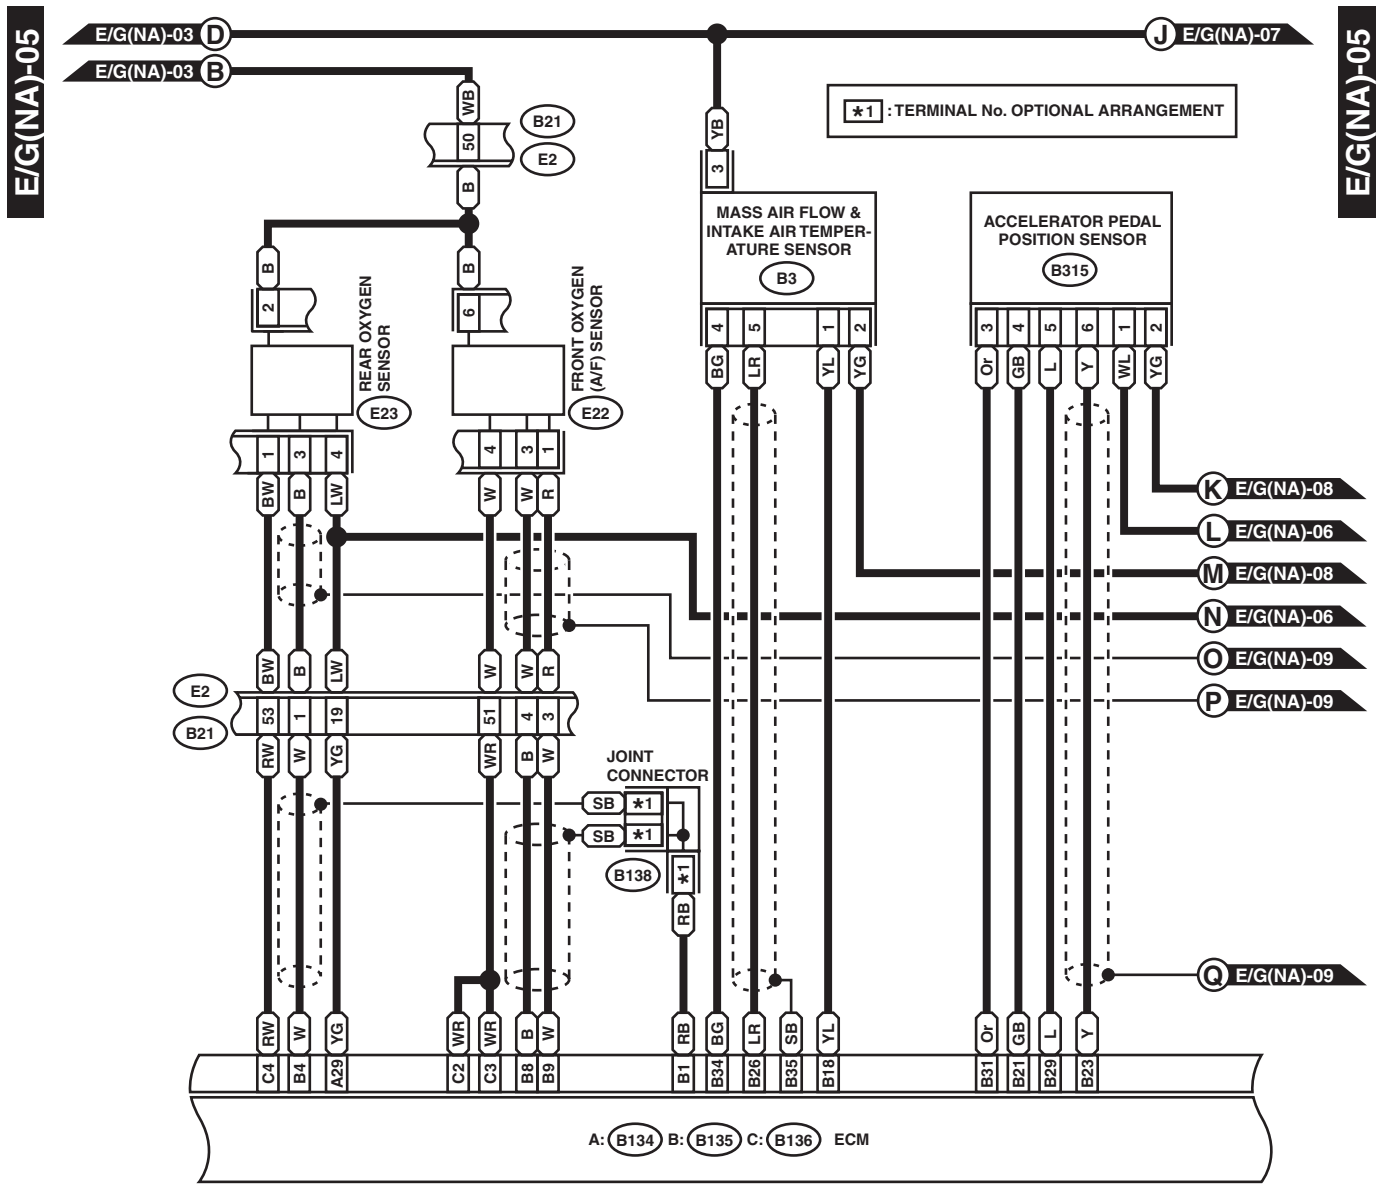 E/G(NA)-05
E/G(NA)-03 D
J E/G(NA)-07
E/G(NA)-05
E/G(NA)-03 B
WB
50
B
B21
E2
YB
3
*1 : TERMINAL No. OPTIONAL ARRANGEMENT
MASS AIR FLOW &
INTAKE AIR TEMPER-
ATURE SENSOR
B3
ACCELERATOR PEDAL
POSITION SENSOR
B315
B
2
B
6
REAR OXYGEN
SENSOR
E23
FRONT OXYGEN
(A/F) SENSOR
E22
4 5 1 2
3 4 5 6 1 2
BG LR YL YG
Or GB L Y WL YG
1 3 4
4 3 1
BW B LW
W W R
K E/G(NA)-08
L E/G(NA)-06
M E/G(NA)-08
N E/G(NA)-06
O E/G(NA)-09
P E/G(NA)-09
BW B LW
W W R
E2
B21
53 1 19
51 4 3
RW W YG
WR B W
JOINT
CONNECTOR
SB *1
SB *1
B138
*1
RB
Q E/G(NA)-09
RW W YG WR WR B W RB BG LR SB YL Or GB L Y
C4 B4 A29 C2 C3 B8 B9 B1 B34 B26 B35 B18 B31 B21 B29 B23
A: B134 B: B135 C: B136 ECM